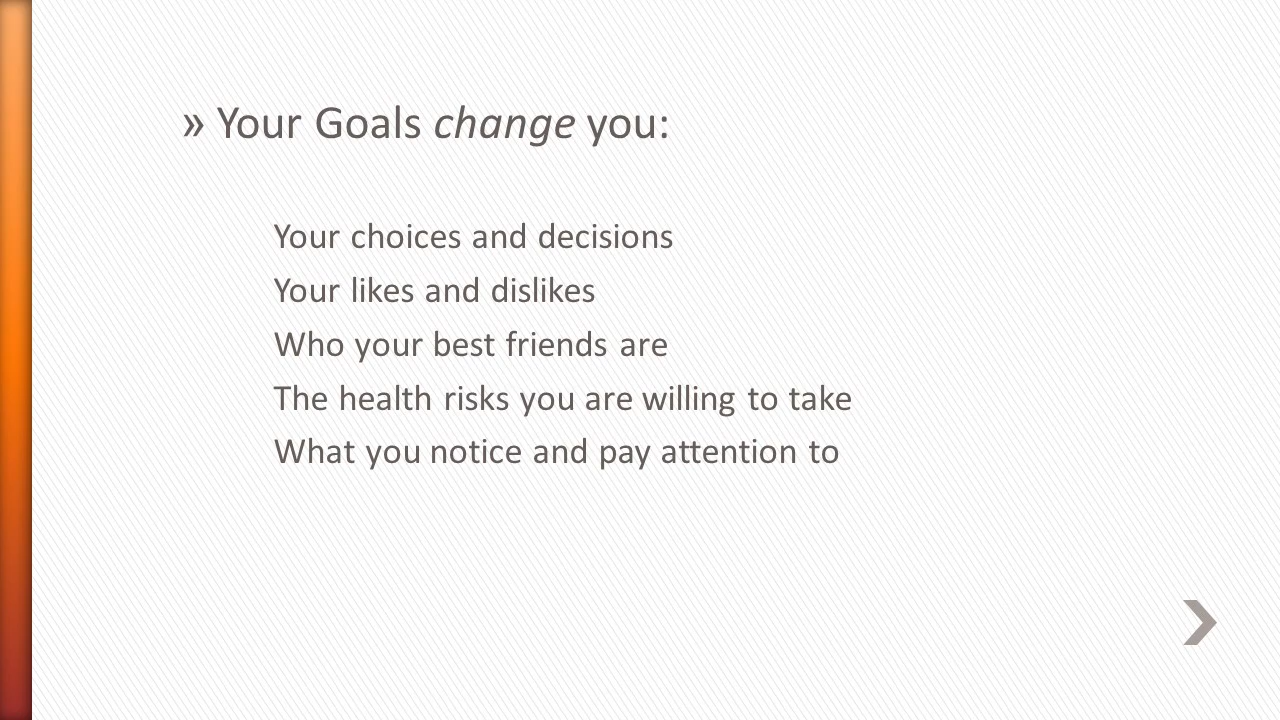 » Your Goals change you:
Your choices and decisions
Your likes and dislikes
Who your best friends are
The health risks you are willing to take
What you notice and pay attention to